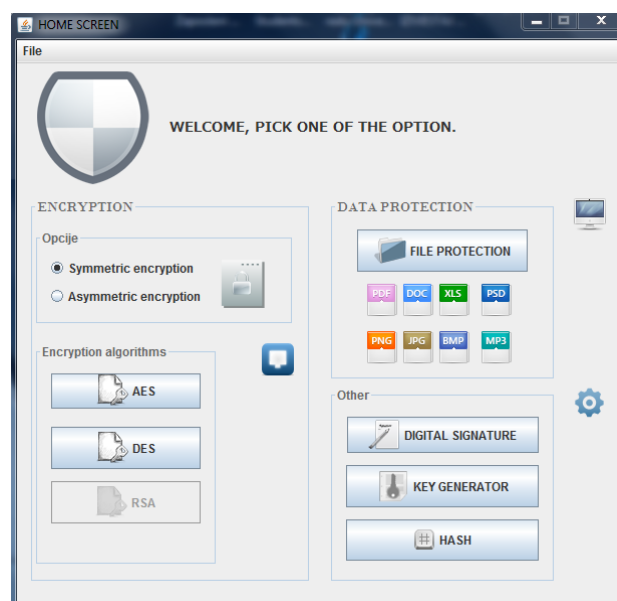 HOME SCREEN
File
WELCOME, PICK ONE OF THE OPTION.
ENCRYPTION
Opcije
Symmetric encryption
Asymmetric encryption
Encryption algorithms
AES
DES
RSA
DATA PROTECTION
FILE PROTECTION
PDF DOC XLS PSD
PNG JPG BMP MP3
Other
DIGITAL SIGNATURE
KEY GENERATOR
# HASH